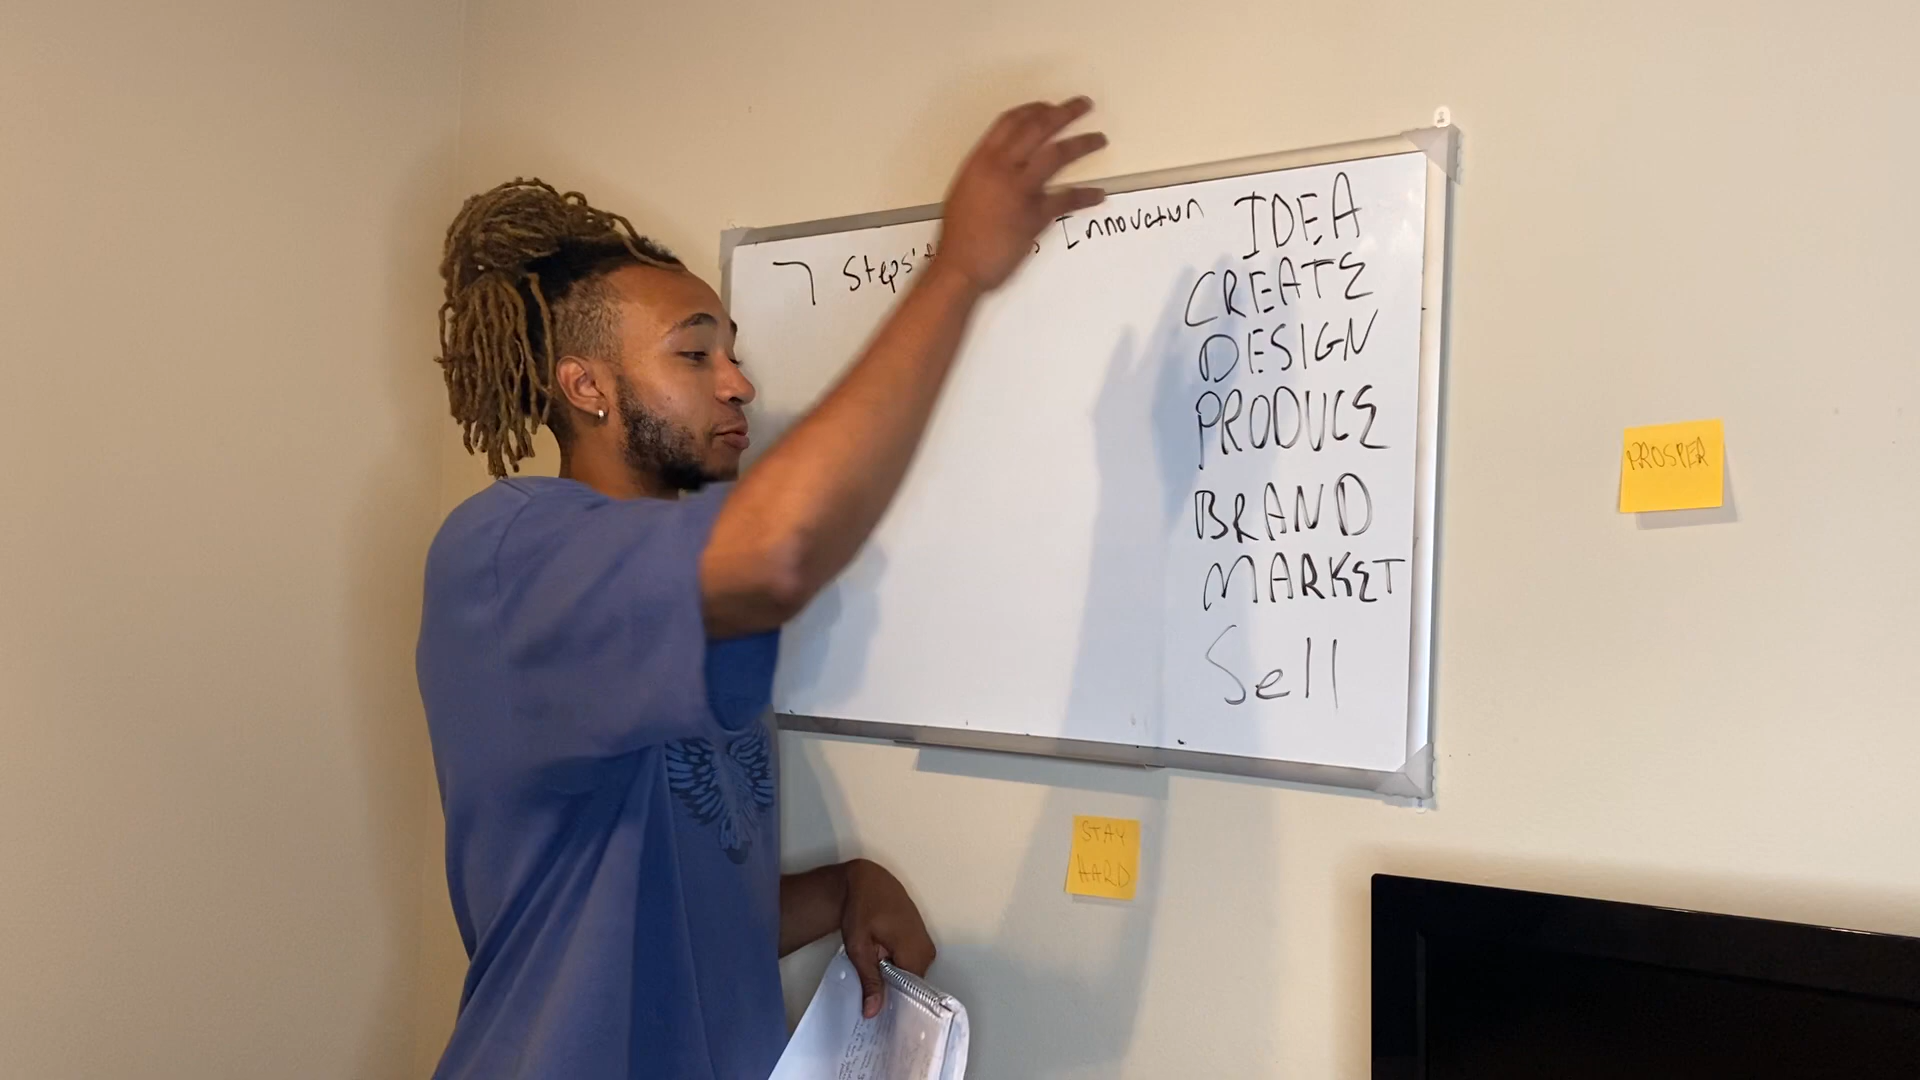 7 Steps' Innovation
IDEA
CREATE
DESIGN
PRODUCE
BRAND
MARKET
Sell
PROSPER
STAY
HARD